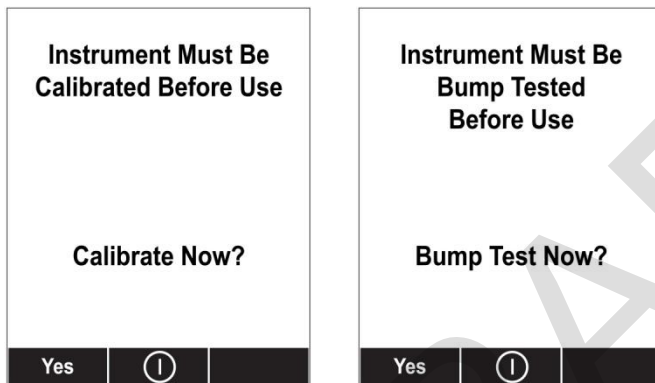 Instrument Must Be
Calibrated Before Use
Calibrate Now?
Yes
Instrument Must Be
Bump Tested
Before Use
Bump Test Now?
Yes